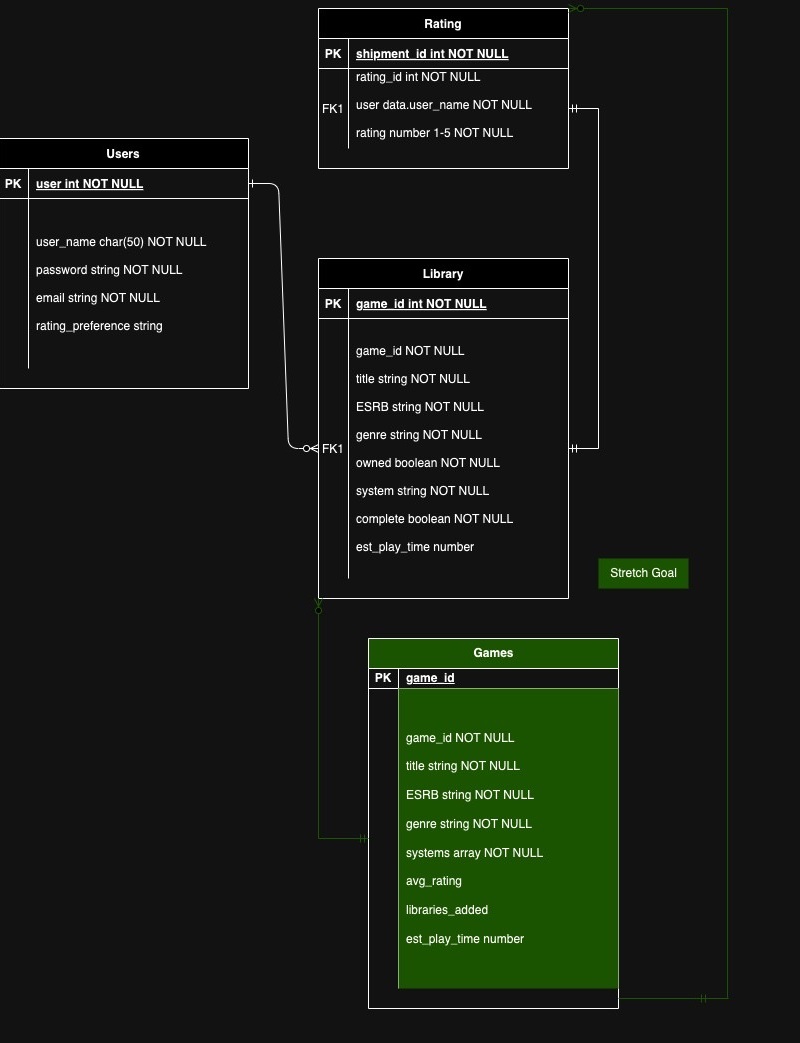 Rating
PK shipment_id int NOT NULL
rating_id int NOT NULL
FK1 user data.user_name NOT NULL
rating number 1-5 NOT NULL
Users
PK user int NOT NULL
user_name char(50) NOT NULL
password string NOT NULL
email string NOT NULL
rating_preference string
Library
PK game_id int NOT NULL
game_id NOT NULL
title string NOT NULL
ESRB string NOT NULL
genre string NOT NULL
FK1
owned boolean NOT NULL
system string NOT NULL
complete boolean NOT NULL
est_play_time number
Stretch Goal
Games
PK game_id
game_id NOT NULL
title string NOT NULL
ESRB string NOT NULL
genre string NOT NULL
systems array NOT NULL
avg_rating
libraries_added
est_play_time number